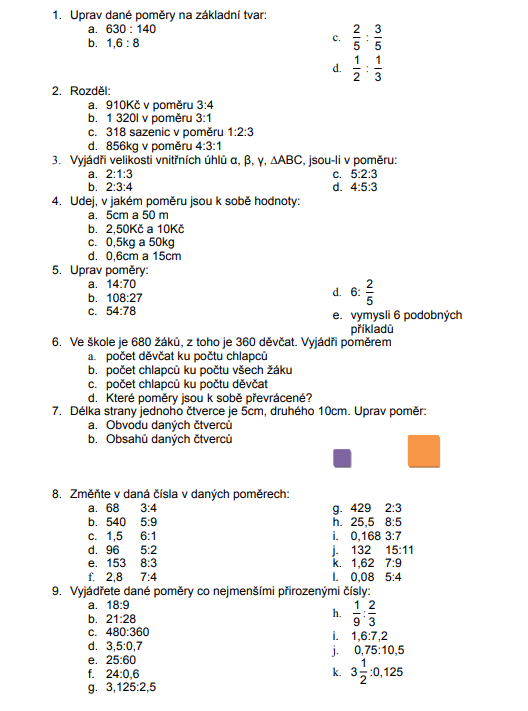 1. Uprav dané poměry na základní tvar:
a. 630 : 140
b. 1,6 : 8
c. 2/5 : 3/5
d. 1/2 : 1/3
2. Rozděl:
a. 910Kč v poměru 3:4
b. 1 320l v poměru 3:1
c. 318 sazenic v poměru 1:2:3
d. 856kg v poměru 4:3:1
3. Vyjádři velikosti vnitřních úhlů α, β, γ, ΔABC, jsou-li v poměru:
a. 2:1:3
b. 2:3:4
c. 5:2:3
d. 4:5:3
4. Udej, v jakém poměru jsou k sobě hodnoty:
a. 5cm a 50 m
b. 2,50Kč a 10Kč
c. 0,5kg a 50kg
d. 0,6cm a 15cm
5. Uprav poměry:
a. 14:70
b. 108:27
c. 54:78
d. 6: 2/5
e. vymysli 6 podobných
příkladů
6. Ve škole je 680 žáků, z toho je 360 děvčat. Vyjádři poměrem
a. počet děvčat ku počtu chlapců
b. počet chlapců ku počtu všech žáku
c. počet chlapců ku počtu děvčat
d. Které poměry jsou k sobě převrácené?
7. Délka strany jednoho čtverce je 5cm, druhého 10cm. Uprav poměr:
a. Obvodu daných čtverců
b. Obsahů daných čtverců
8. Změňte v daná čísla v daných poměrech:
a. 68 3:4
b. 540 5:9
c. 1,5 6:1
d. 96 5:2
e. 153 8:3
f. 2,8 7:4
g. 429 2:3
h. 25,5 8:5
i. 0,168 3:7
j. 132 15:11
k. 1,62 7:9
l. 0,08 5:4
9. Vyjádřete dané poměry co nejmenšími přirozenými čísly:
a. 18:9
b. 21:28
c. 480:360
d. 3,5:0,7
e. 25:60
f. 24:0,6
g. 3,125:2,5
h. 1/9 : 2/3
i. 1,6:7,2
j. 0,75:10,5
k. 3 1/2 :0,125